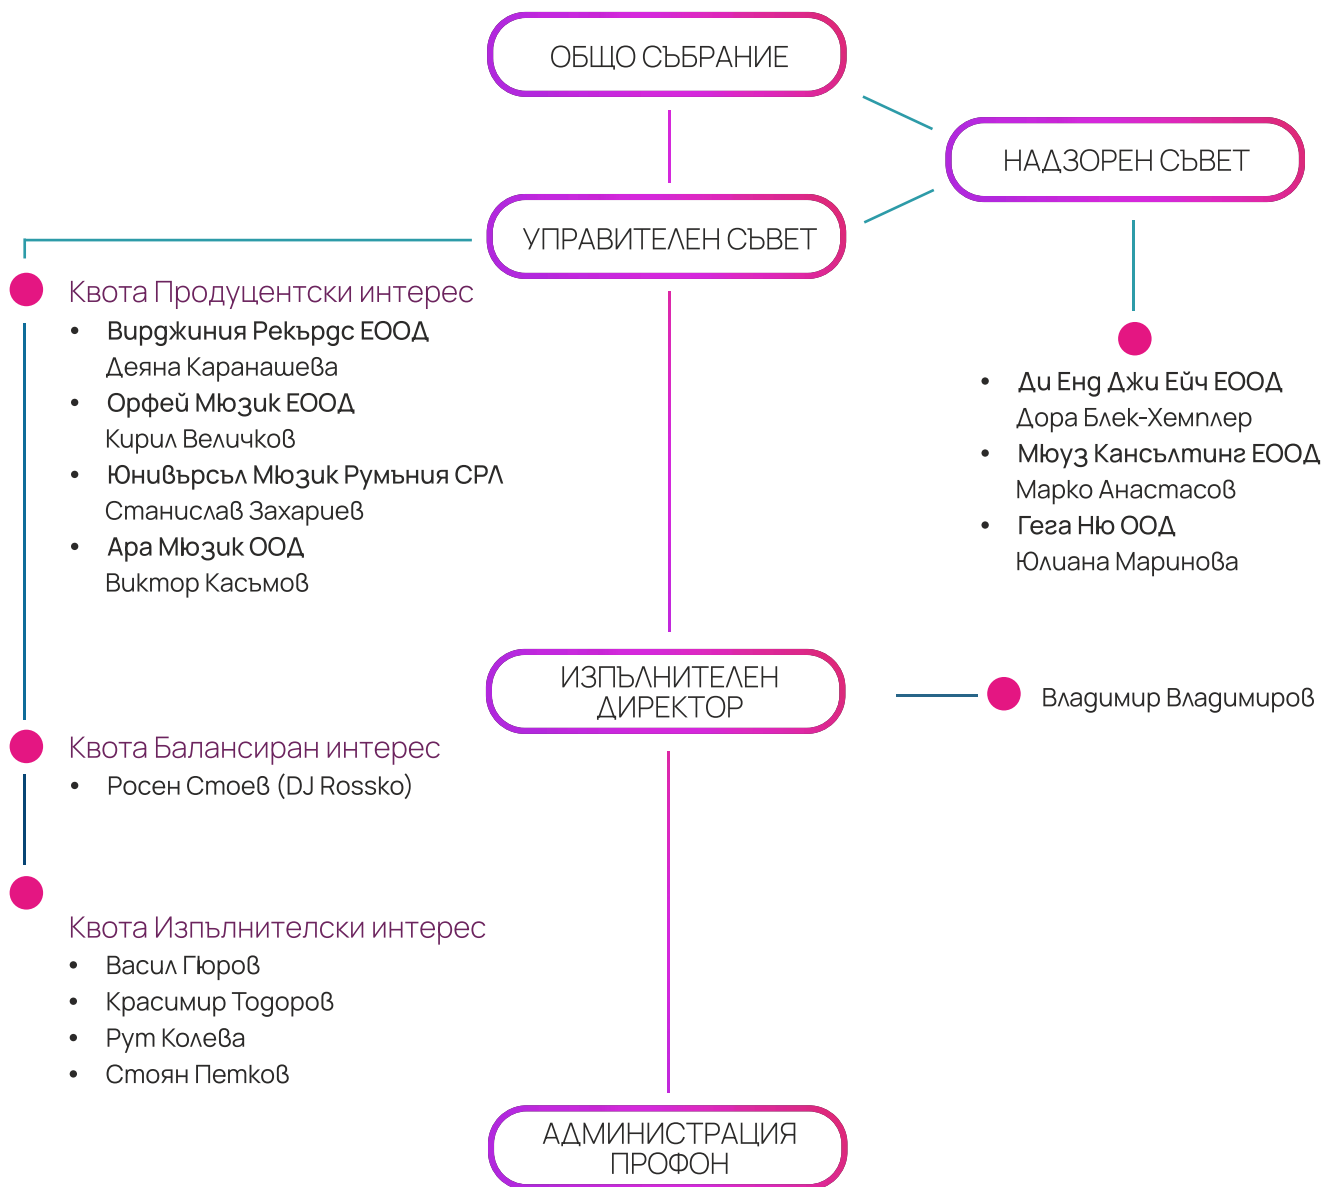 ОБЩО СЪБРАНИЕ
НАДЗОРЕН СЪВЕТ
УПРАВИТЕЛЕН СЪВЕТ
Квота Продуцентски интерес
• Вирджиния Рекърдс ЕООД
Деяна Каранашева
• Орфей Мюзик ЕООД
Кирил Величков
• Юнивърсъл Мюзик Румъния СРЛ
Станислав Захариев
• Ара Мюзик ООД
Виктор Касъмов
• Ди Енд Джи Ейч ЕООД
Дора Блек-Хемплер
• Мюуз Кансълтинг ЕООД
Марко Анастасов
• Гега Ню ООД
Юлиана Маринова
ИЗПЪЛНИТЕЛЕН
ДИРЕКТОР
Владимир Владимиров
Квота Балансиран интерес
• Росен Стоев (DJ Rossko)
Квота Изпълнителски интерес
• Васил Гюров
• Красимир Тодоров
• Рут Колева
• Стоян Петков
АДМИНИСТРАЦИЯ
ПРОФОН